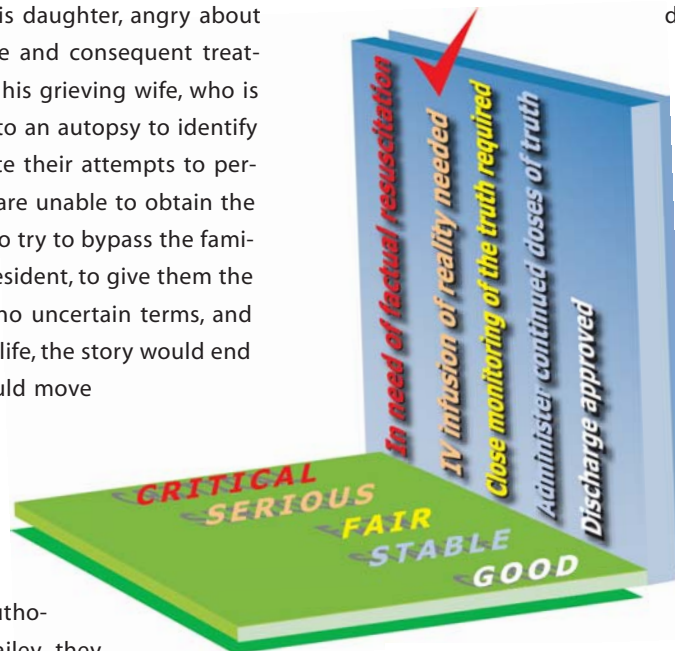 is daughter, angry about
e and consequent treat-
his grieving wife, who is
to an autopsy to identify
te their attempts to per-
are unable to obtain the
o try to bypass the fami-
esident, to give them the
no uncertain terms, and
life, the story would end
uld move
utho-
ailey, they
d
In need of factual resuscitation
IV infusion of reality needed
Close monitoring of the truth required
Administer continued doses of truth
Discharge approved
CRITICAL
SERIOUS
FAIR
STABLE
GOOD